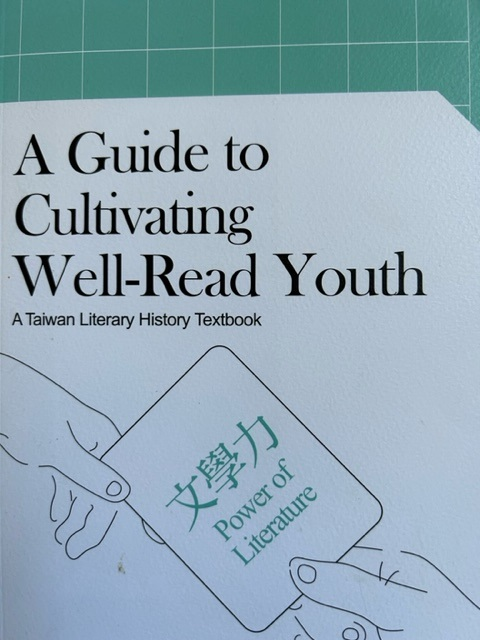 A Guide to
Cultivating
Well-Read Youth
A Taiwan Literary History Textbook
文學力
Power of
Literature